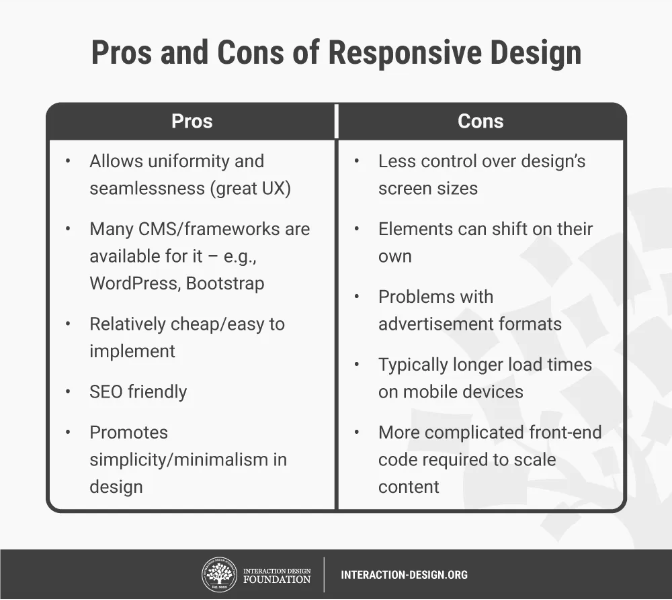 Pros and Cons of Responsive Design
Pros
• Allows uniformity and
seamlessness (great UX)
• Many CMS/frameworks are
available for it – e.g.,
WordPress, Bootstrap
• Relatively cheap/easy to
implement
• SEO friendly
• Promotes
simplicity/minimalism in
design
Cons
• Less control over design’s
screen sizes
• Elements can shift on their
own
• Problems with
advertisement formats
• Typically longer load times
on mobile devices
• More complicated front-end
code required to scale
content
INTERACTION DESIGN
FOUNDATION
INTERACTION-DESIGN.ORG